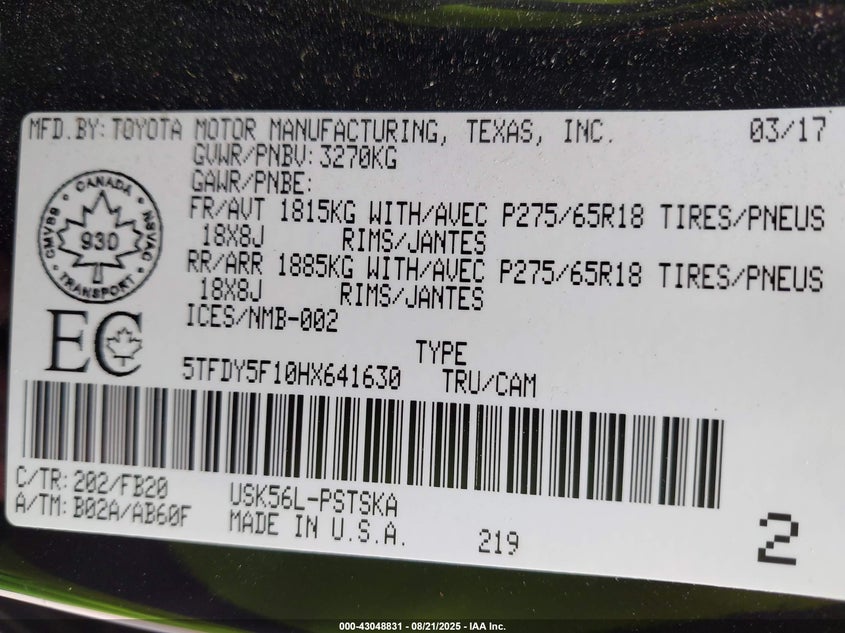 MFD. BY: TOYOTA MOTOR MANUFACTURING, TEXAS, INC. 03/17
GVWR/PNBV: 3270KG
GAWR/PNBE:
FR/AVT 1815KG WITH/AVEC P275/65R18 TIRES/PNEUS
18X8J RIMS/JANTES
RR/ARR 1885KG WITH/AVEC P275/65R18 TIRES/PNEUS
18X8J RIMS/JANTES
ICES/NMB-002
CANADA
CMVSS
930
NSVAC
TRANSPORT
EC
TYPE
5TFDY5F10HX641630 TRU/CAM
C/TR: 202/FB20 USK56L-PSTSKA
A/TM: B02A/AB60F MADE IN U.S.A. 219
2
000-43048831 - 08/21/2025 - IAA Inc.